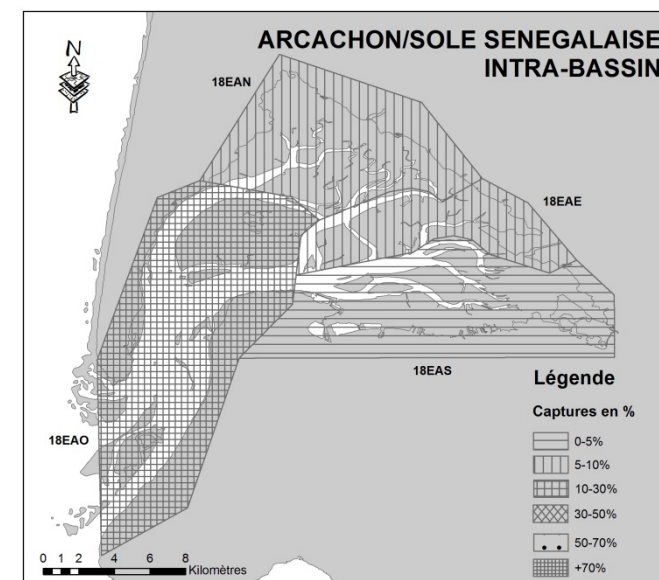 ARCACHON/SOLE SENEGALAISE
INTRA-BASSIN
N
18EAN
18EAE
18EAS
18EAO
Légende
Captures en %
0-5%
5-10%
10-30%
30-50%
50-70%
+70%
0 1 2 4 6 8
Kilomètres